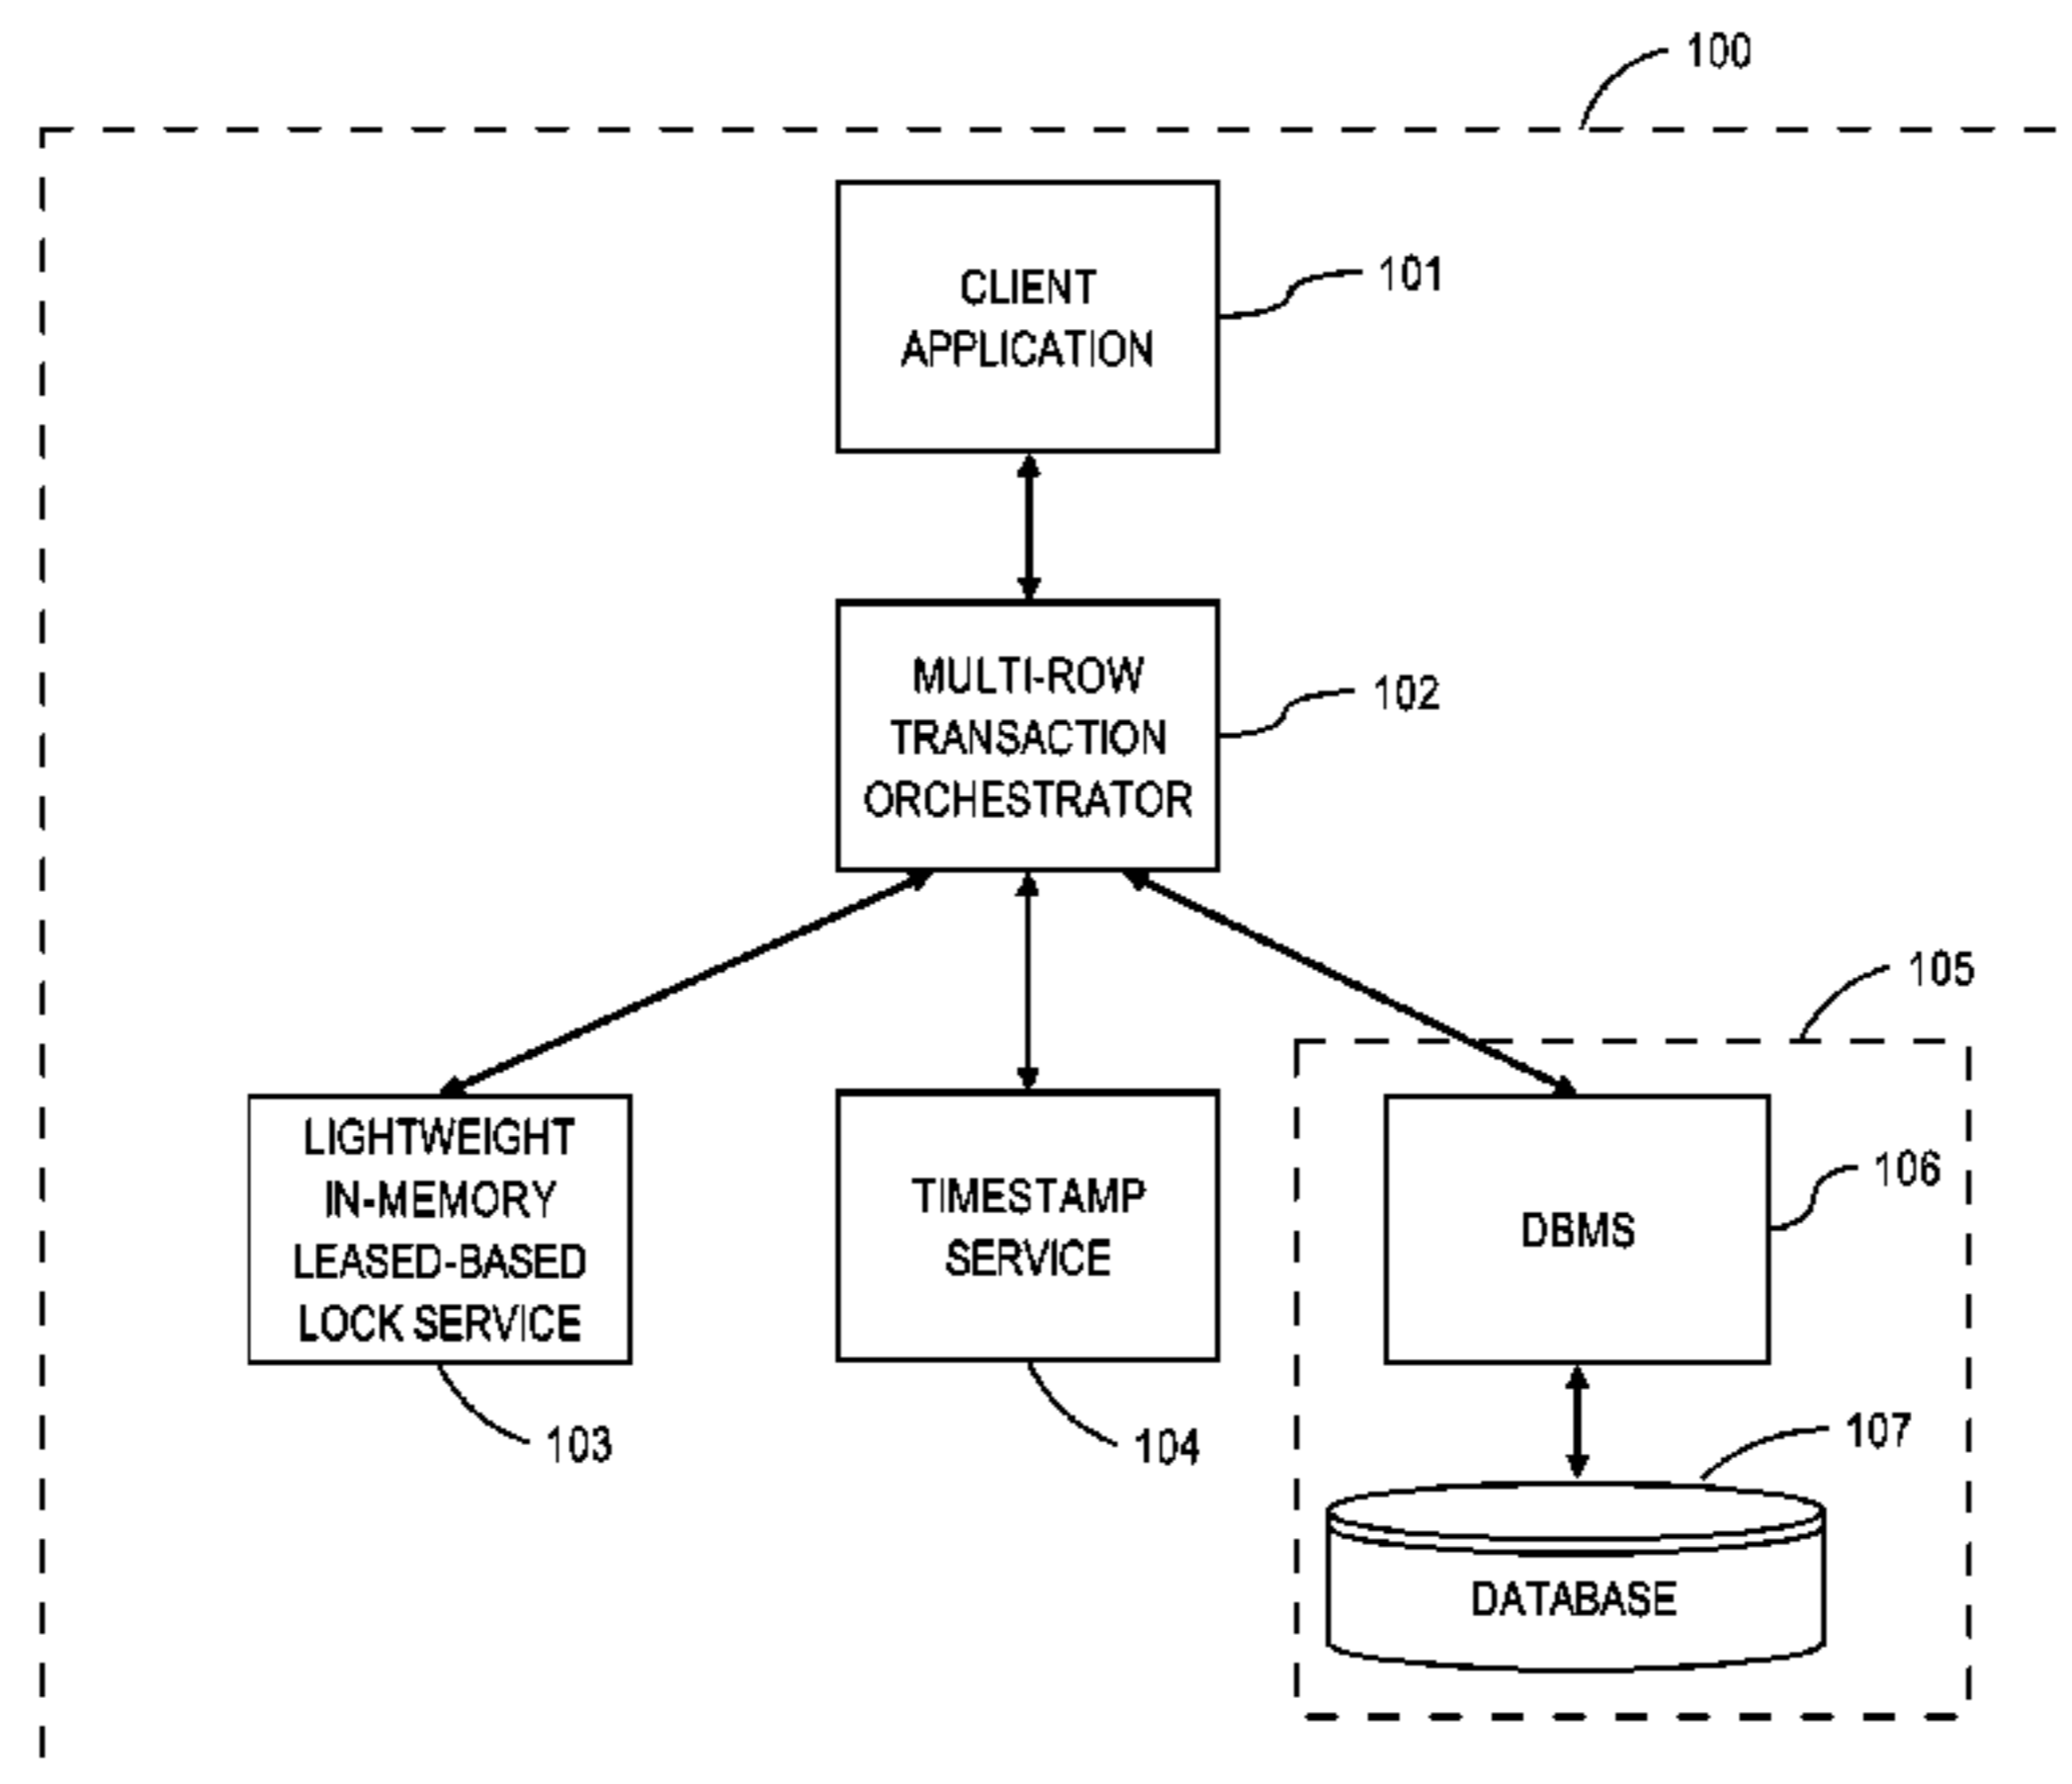 100
CLIENT
APPLICATION
101
MULTI-ROW
TRANSACTION
ORCHESTRATOR
102
105
LIGHTWEIGHT
IN-MEMORY
LEASED-BASED
LOCK SERVICE
103
TIMESTAMP
SERVICE
104
DBMS
106
107
DATABASE